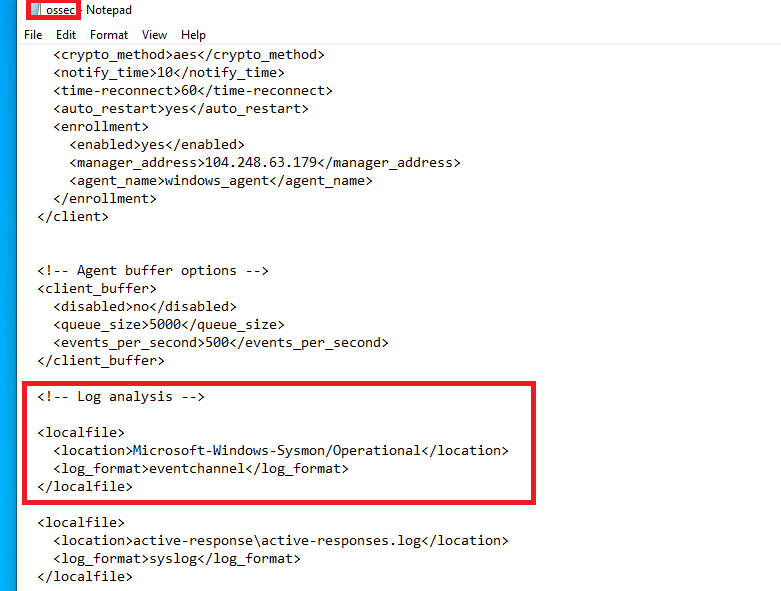 ossec - Notepad
File Edit Format View Help
<crypto_method>aes</crypto_method>
<notify_time>10</notify_time>
<time-reconnect>60</time-reconnect>
<auto_restart>yes</auto_restart>
<enrollment>
<enabled>yes</enabled>
<manager_address>104.248.63.179</manager_address>
<agent_name>windows_agent</agent_name>
</enrollment>
</client>
<!-- Agent buffer options -->
<client_buffer>
<disabled>no</disabled>
<queue_size>5000</queue_size>
<events_per_second>500</events_per_second>
</client_buffer>
<!-- Log analysis -->
<localfile>
<location>Microsoft-Windows-Sysmon/Operational</location>
<log_format>eventchannel</log_format>
</localfile>
<localfile>
<location>active-response\active-responses.log</location>
<log_format>syslog</log_format>
</localfile>